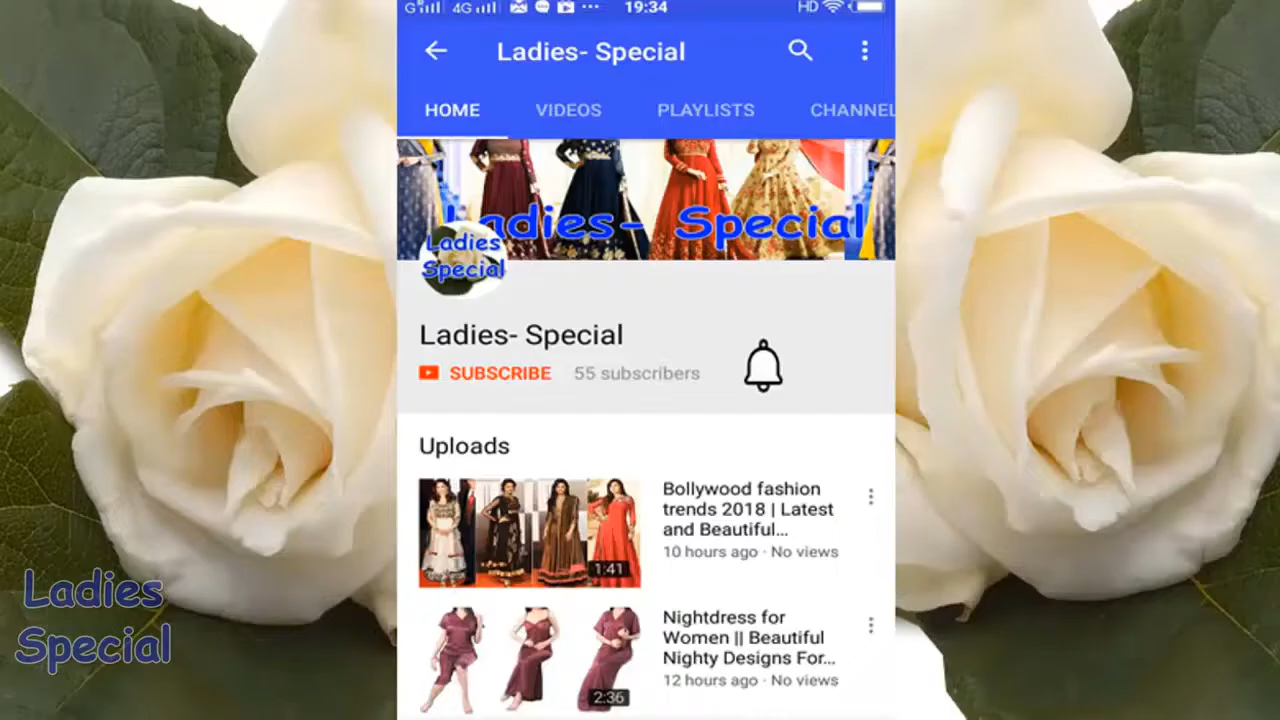 G 4G 19:34 HD
Ladies- Special
HOME VIDEOS PLAYLISTS CHANNEL
Ladies- Special
Ladies
Special
Ladies- Special
SUBSCRIBE 55 subscribers
Uploads
Bollywood fashion
trends 2018 | Latest
and Beautiful...
10 hours ago · No views
1:41
Nightdress for
Women || Beautiful
Nighty Designs For...
12 hours ago · No views
2:36
Ladies
Special